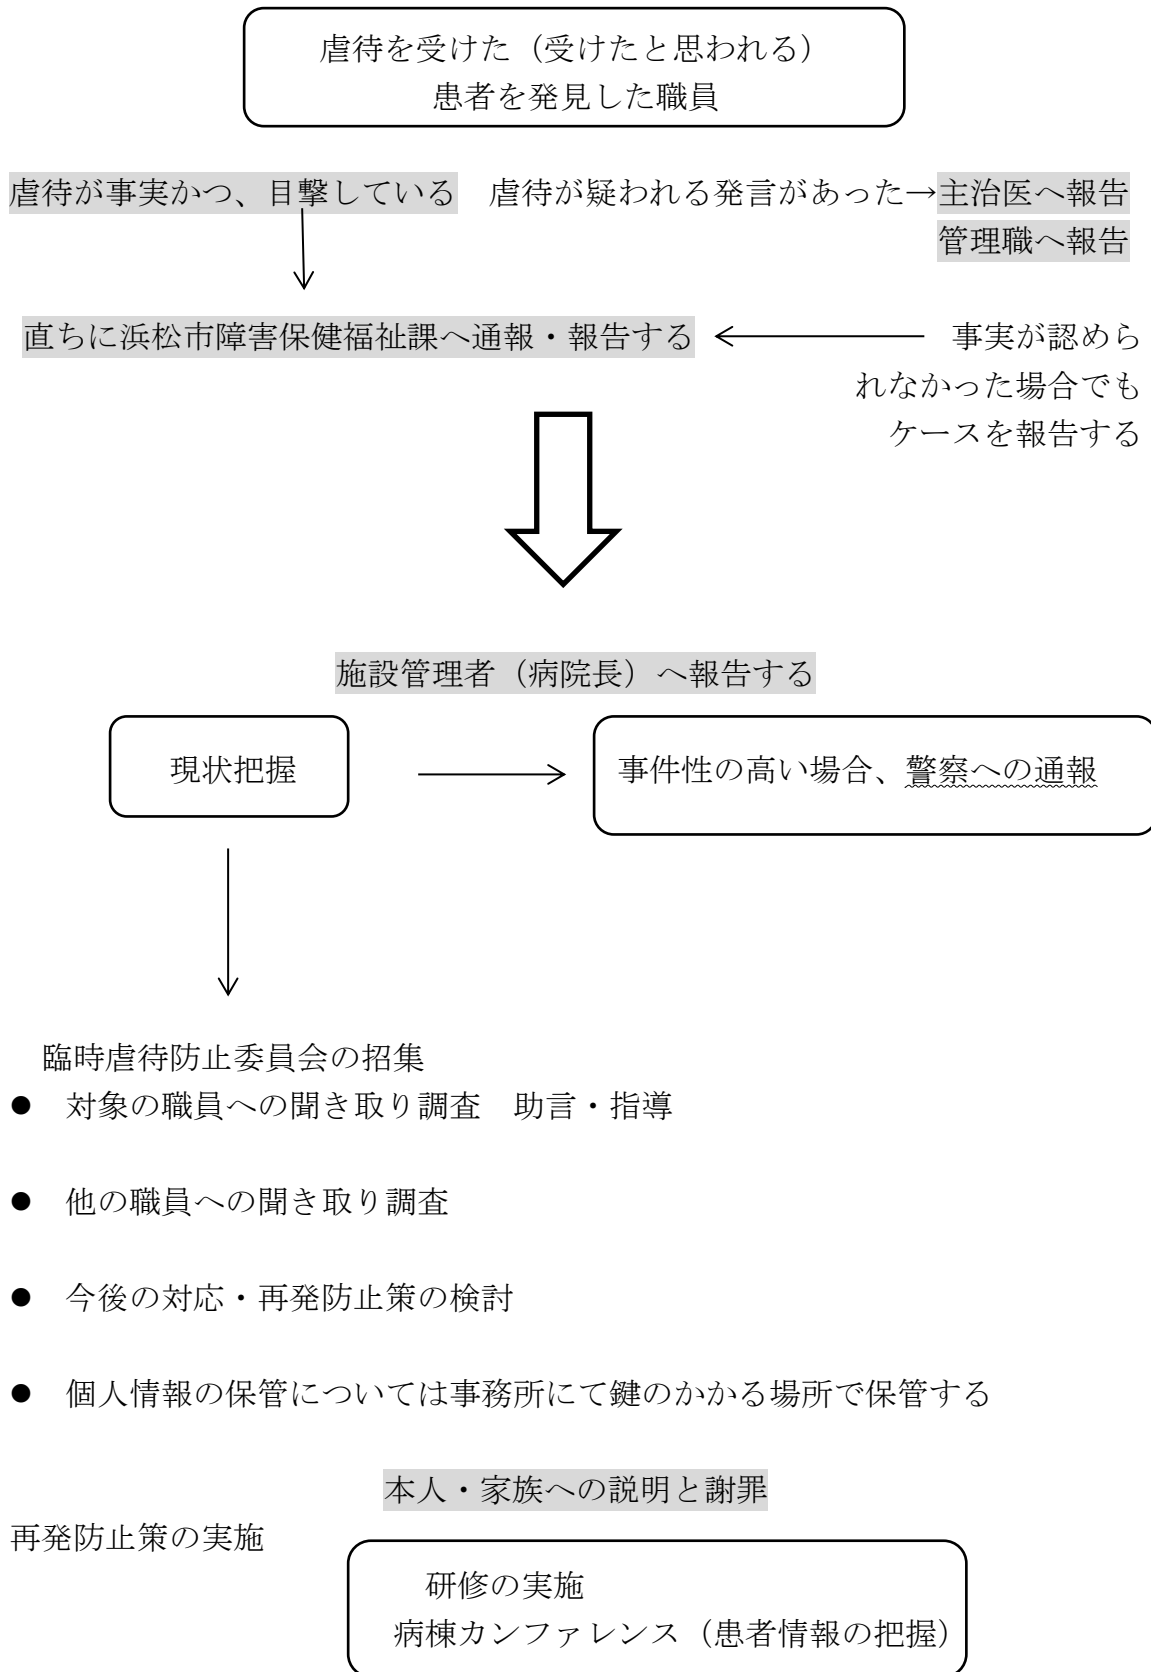 虐待を受けた（受けたと思われる）
患者を発見した職員
虐待が事実かつ、目撃している　虐待が疑われる発言があった→主治医へ報告
管理職へ報告
直ちに浜松市障害保健福祉課へ通報・報告する
事実が認めら
れなかった場合でも
ケースを報告する
施設管理者（病院長）へ報告する
現状把握
事件性の高い場合、警察への通報
臨時虐待防止委員会の招集
● 対象の職員への聞き取り調査　助言・指導
● 他の職員への聞き取り調査
● 今後の対応・再発防止策の検討
● 個人情報の保管については事務所にて鍵のかかる場所で保管する
本人・家族への説明と謝罪
再発防止策の実施
研修の実施
病棟カンファレンス（患者情報の把握）